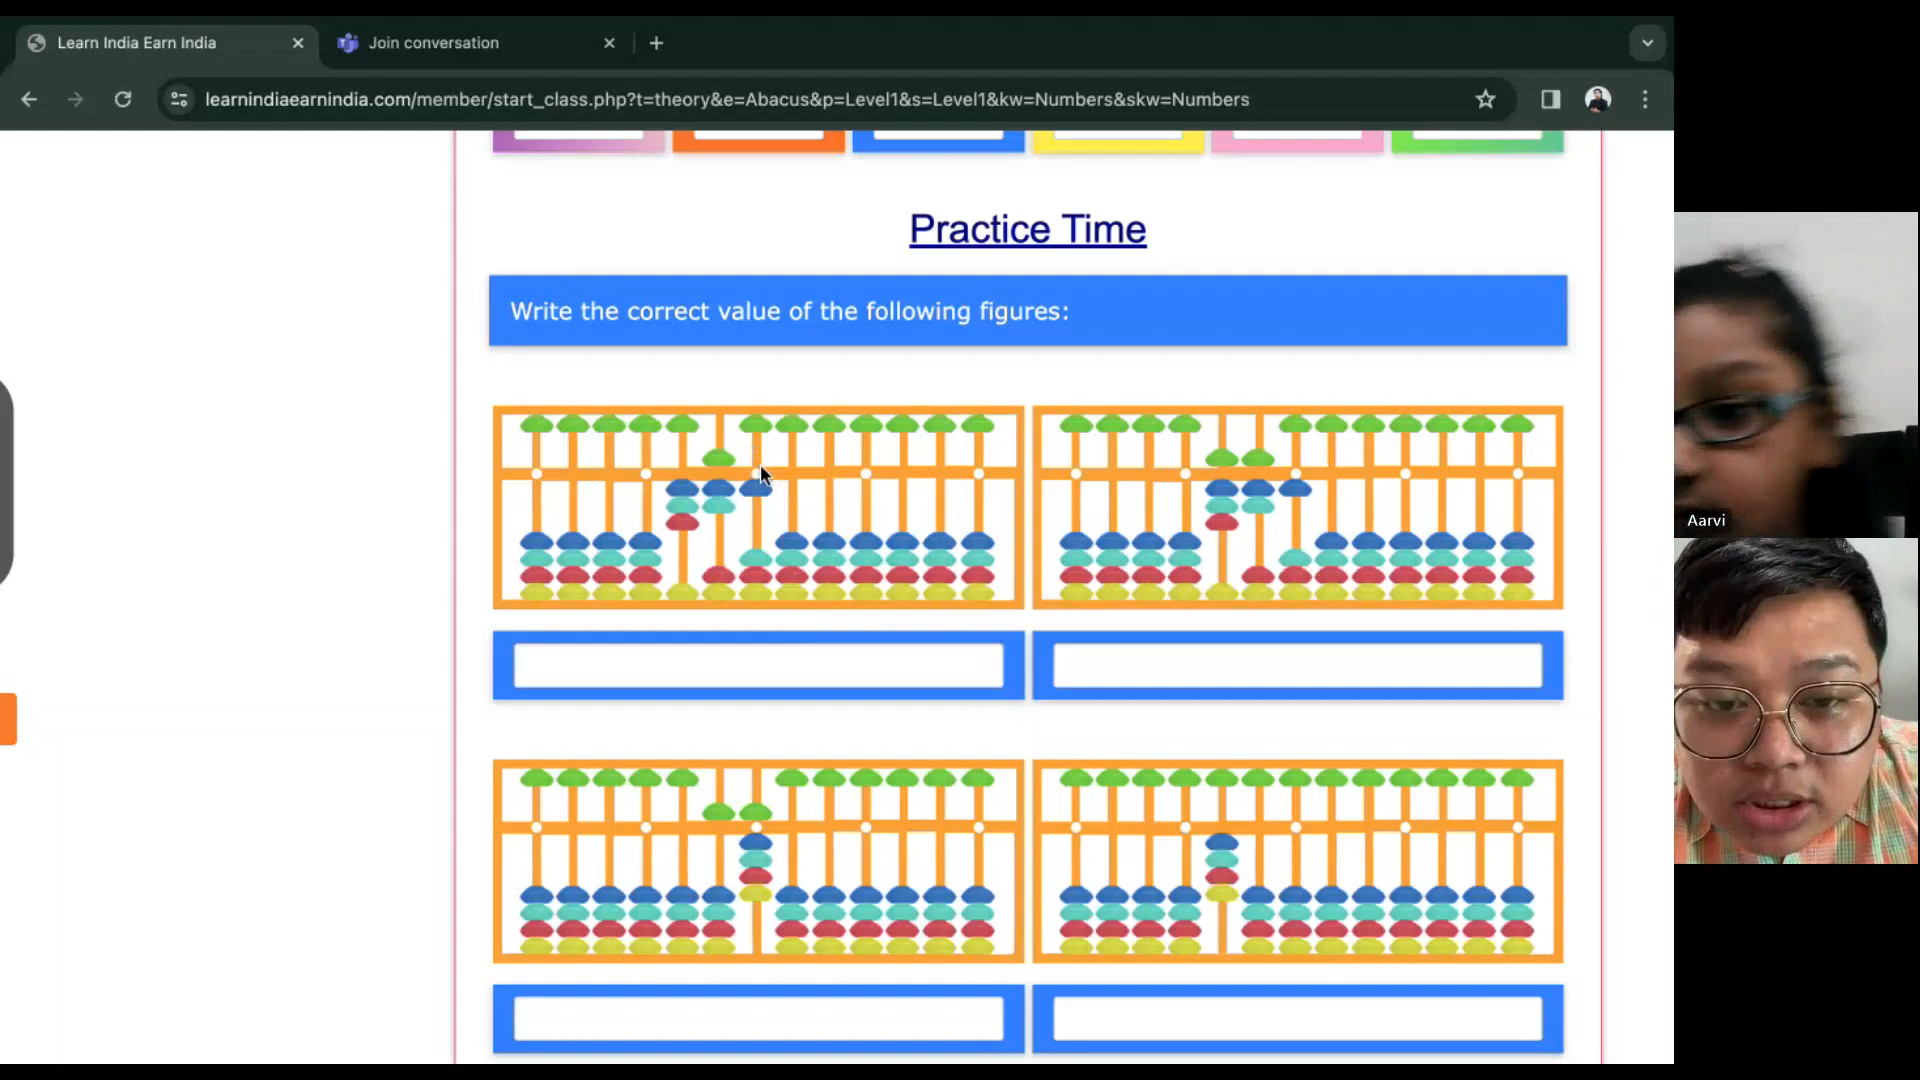 Learn India Earn India
Join conversation
learnindiaearnindia.com/member/start_class.php?t=theory&e=Abacus&p=Level1&s=Level1&kw=Numbers&skw=Numbers
Practice Time
Write the correct value of the following figures:
Aarvi